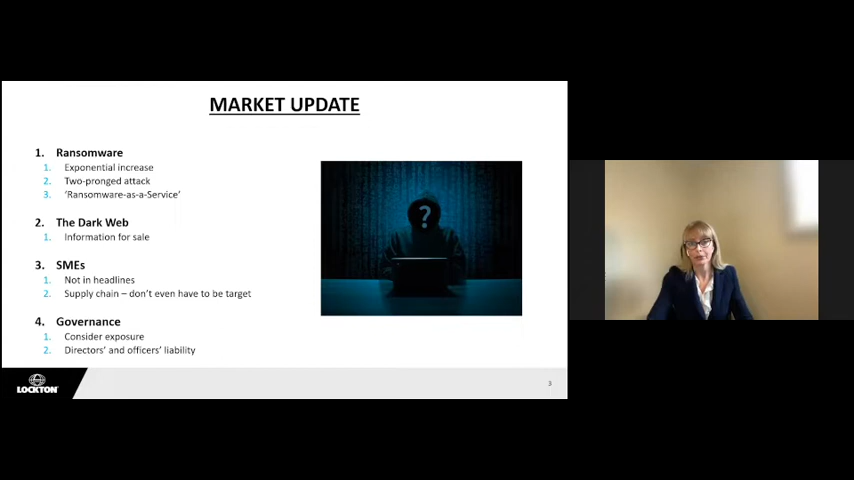 MARKET UPDATE
1. Ransomware
1. Exponential increase
2. Two-pronged attack
3. ‘Ransomware-as-a-Service’
2. The Dark Web
1. Information for sale
3. SMEs
1. Not in headlines
2. Supply chain – don’t even have to be target
4. Governance
1. Consider exposure
2. Directors’ and officers’ liability
?
LOCKTON
3